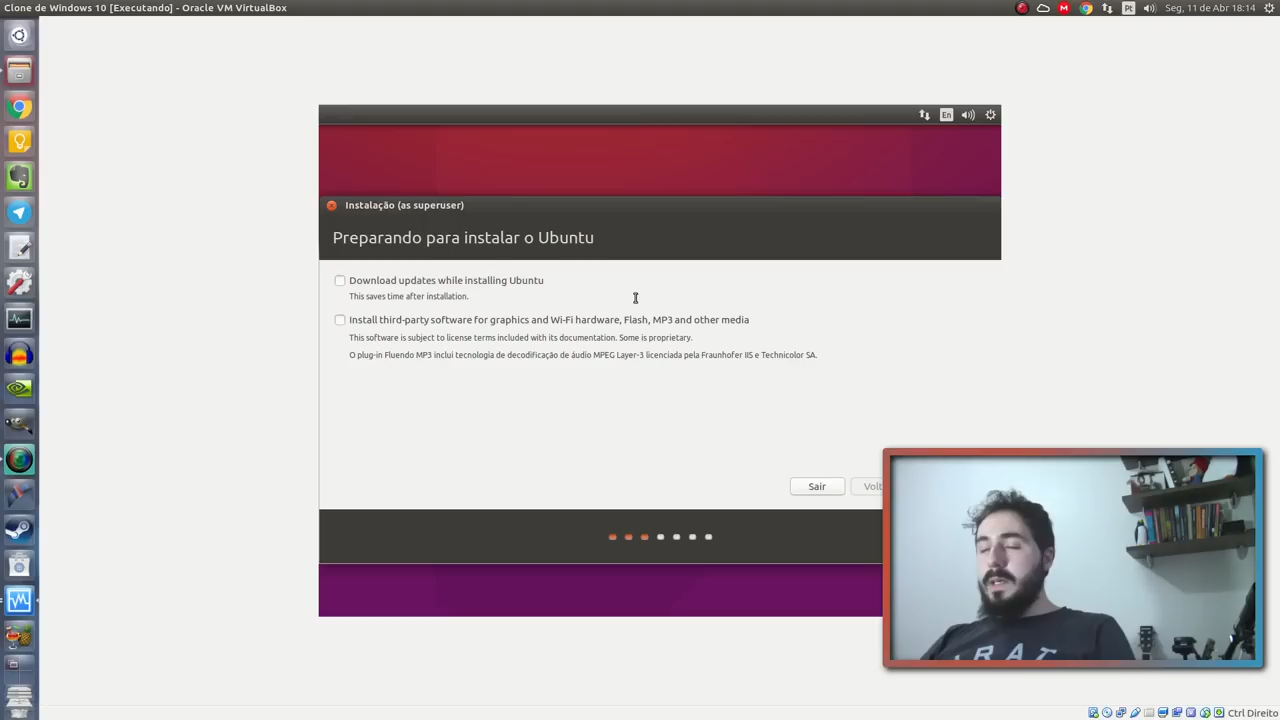 Clone de Windows 10 [Executando] - Oracle VM VirtualBox
Pt
Seg, 11 de Abr 18:14
En
Instalação (as superuser)
Preparando para instalar o Ubuntu
Download updates while installing Ubuntu
This saves time after installation.
Install third-party software for graphics and Wi-Fi hardware, Flash, MP3 and other media
This software is subject to license terms included with its documentation. Some is proprietary.
O plug-in Fluendo MP3 inclui tecnologia de decodificação de áudio MPEG Layer-3 licenciada pela Fraunhofer IIS e Technicolor SA.
Sair
Volt
RAT
Ctrl Direito